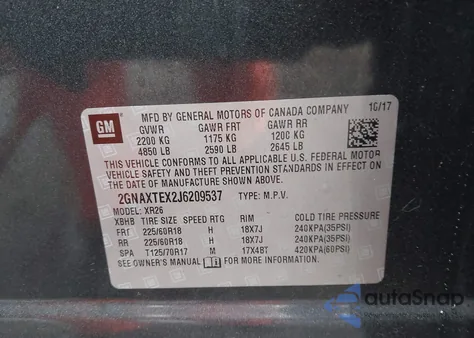 MFD BY GENERAL MOTORS OF CANADA COMPANY 10/17
GM
GVWR GAWR FRT GAWR RR
2200 KG 1175 KG 1200 KG
4850 LB 2590 LB 2645 LB
THIS VEHICLE CONFORMS TO ALL APPLICABLE U.S. FEDERAL MOTOR
VEHICLE SAFETY AND THEFT PREVENTION STANDARDS IN EFFECT ON
THE DATE OF MANUFACTURE SHOWN ABOVE.
2GNAXTEX2J6209537 TYPE: M.P.V.
MODEL: XR26
XBHB TIRE SIZE SPEED RTG RIM COLD TIRE PRESSURE
FRT 225/60R18 H 18X7J 240KPA(35PSI)
RR 225/60R18 H 18X7J 240KPA(35PSI)
SPA T125/70R17 M 17X4BT 420KPA(60PSI)
SEE OWNER'S MANUAL FOR MORE INFORMATION.
autoSnap